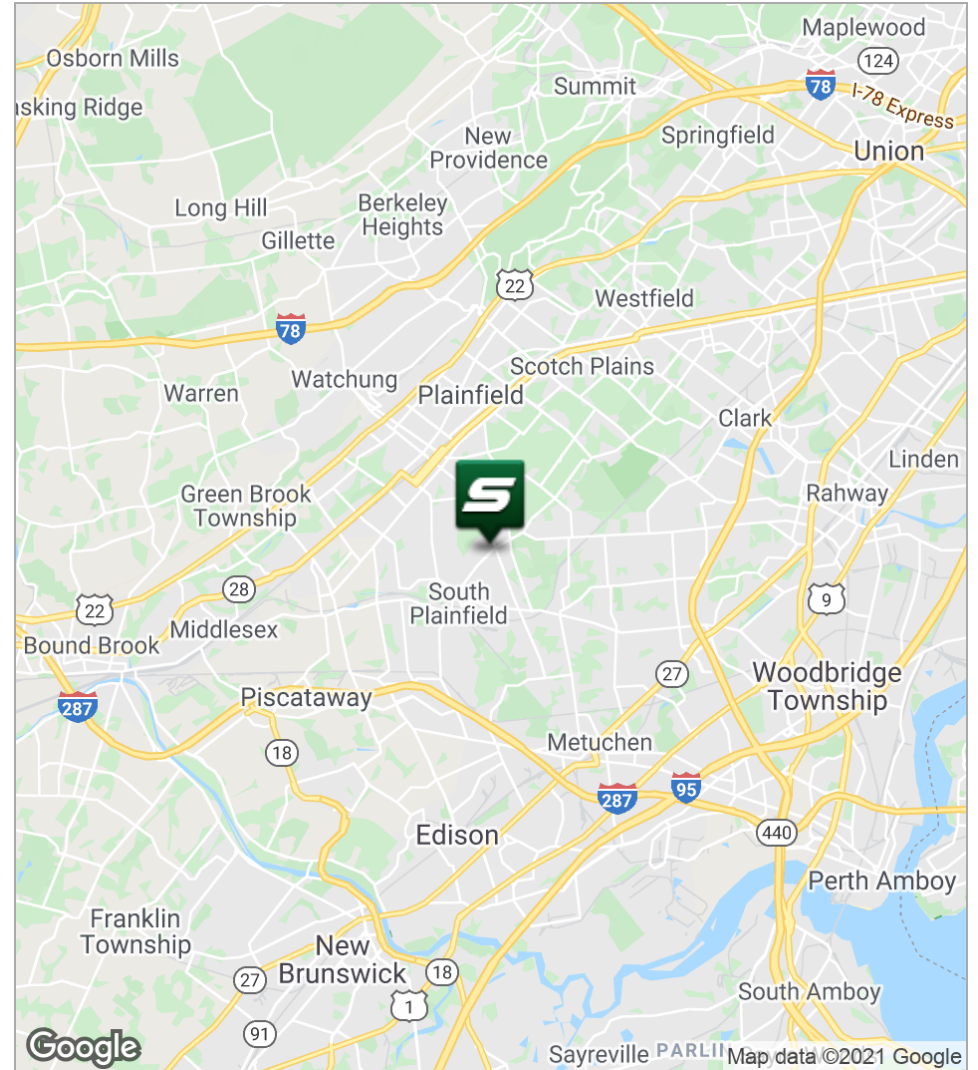 Maplewood
Osborn Mills
124
Summit
78
I-78 Express
asking Ridge
New
Providence
Springfield
Union
Long Hill
Berkeley
Heights
Gillette
22
Westfield
78
Scotch Plains
Watchung
Warren
Plainfield
Clark
Linden
S
Green Brook
Township
Rahway
28
South
Plainfield
22
9
Middlesex
Bound Brook
27
Woodbridge
Township
Piscataway
287
18
Metuchen
287
95
Edison
440
Perth Amboy
Franklin
Township
New
Brunswick
27
18
1
South Amboy
91
Google
Sayreville
PARLIN
Map data ©2021 Google